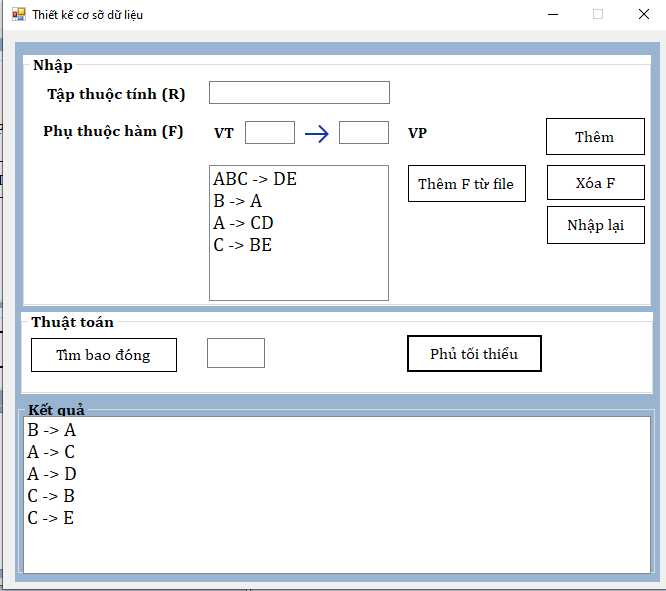 Thiết kế cơ sỡ dữ liệu
Nhập
Tập thuộc tính (R)
Phụ thuộc hàm (F)
VT
VP
Thêm
ABC -> DE
B -> A
A -> CD
C -> BE
Thêm F từ file
Xóa F
Nhập lại
Thuật toán
Tìm bao đóng
Phủ tối thiểu
Kết quả
B -> A
A -> C
A -> D
C -> B
C -> E